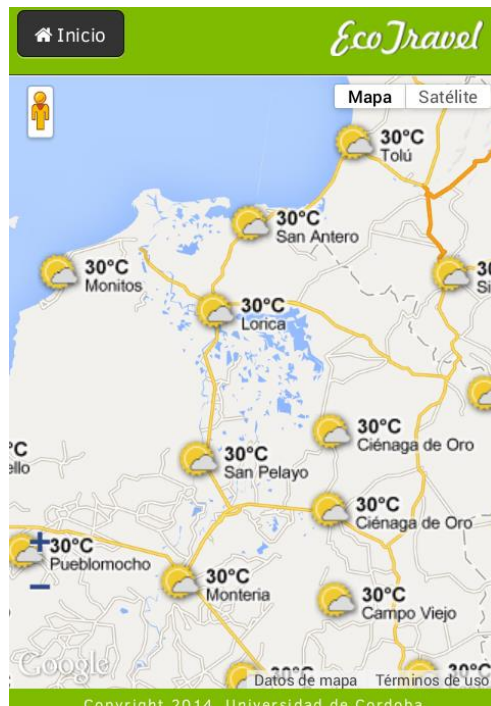 Inicio
EcoTravel
Mapa
Satélite
30°C
Tolú
30°C
San Antero
30°C
Monitos
30°C
Lorica
30°C
Ciénaga de Oro
30°C
San Pelayo
30°C
Ciénaga de Oro
30°C
Pueblomocho
30°C
Monteria
30°C
Campo Viejo
Google
Datos de mapa
Términos de uso
Copyright 2014. Universidad de Cordoba